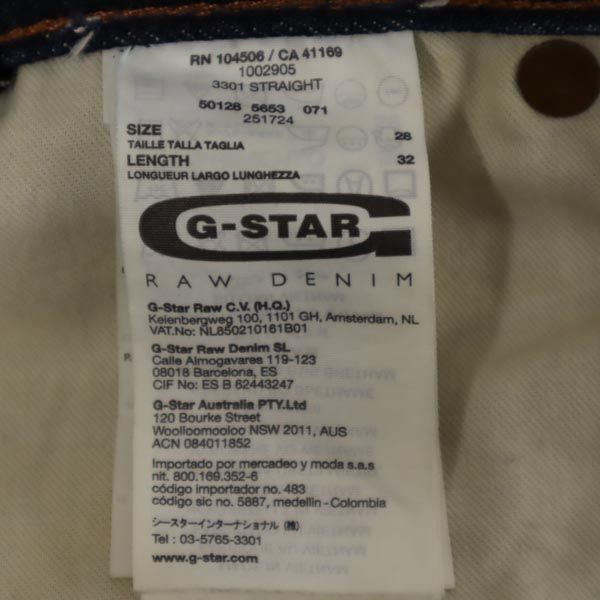 RN 104506 / CA 41169
1002905
3301 STRAIGHT
50128 5653 071
251724
SIZE 28
TAILLE TALLA TAGLIA
LENGTH 32
LONGUEUR LARGO LUNGHEZZA
G-STAR
RAW DENIM
G-Star Raw C.V. (H.Q.)
Keienbergweg 100, 1101 GH, Amsterdam, NL
VAT.No: NL850210161B01
G-Star Raw Denim SL
Calle Almogavares 119-123
08018 Barcelona, ES
CIF No: ES B 62443247
G-Star Australia PTY.Ltd
120 Bourke Street
Woolloomooloo NSW 2011, AUS
ACN 084011852
Importado por mercadeo y moda s.a.s
nit. 800.169.352-6
código importador no. 483
código sic no. 5887, medellin - Colombia
ジースターインターナショナル (株)
Tel : 03-5765-3301
www.g-star.com